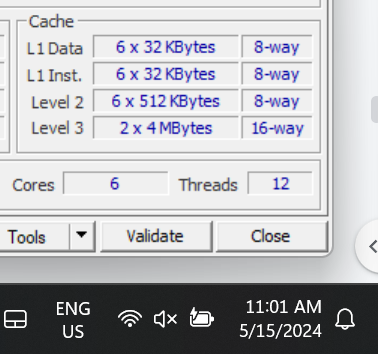 Cache
L1 Data 6 x 32 KBytes 8-way
L1 Inst. 6 x 32 KBytes 8-way
Level 2 6 x 512 KBytes 8-way
Level 3 2 x 4 MBytes 16-way
Cores 6 Threads 12
Tools Validate Close
ENG 11:01 AM
US 5/15/2024